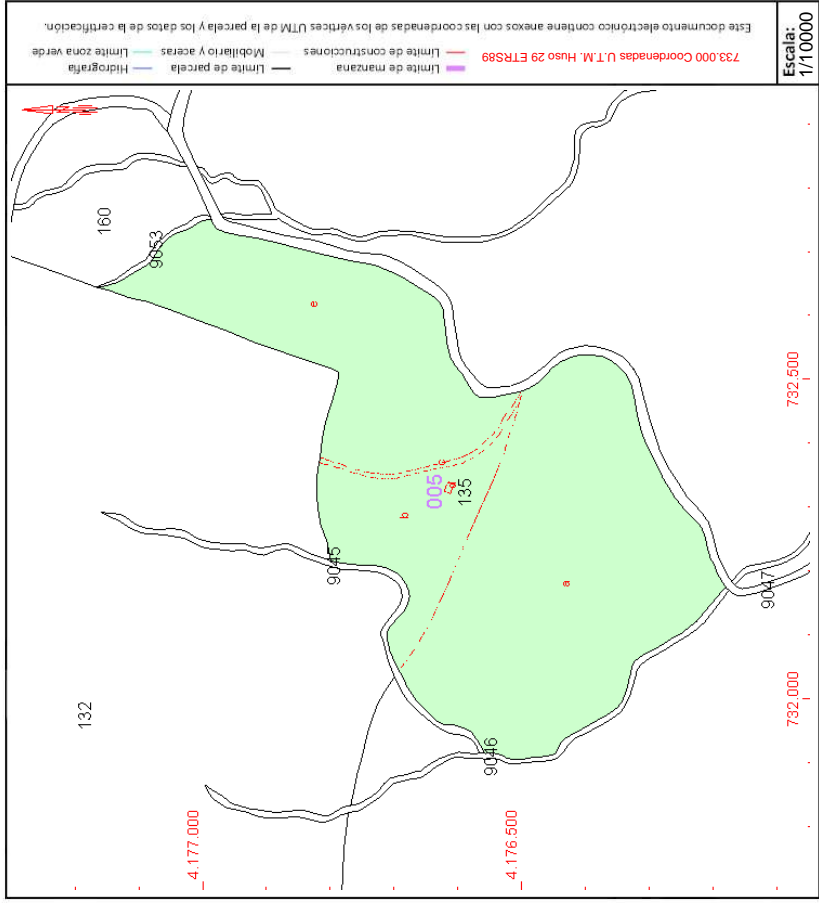 Este documento electrónico contiene anexos con las coordenadas de los vértices UTM de la parcela y los datos de la certificación.
733.000 Coordenadas U.T.M. Huso 29 ETRS89
Límite de manzana
Límite de construcciones
Límite de parcela
Mobiliario y aceras
Hidrografía
Límite zona verde
Escala:
1/10000
160
9053
e
732.500
c
005
d
135
b
9045
a
9047
132
732.000
9046
4.177.000
4.176.500